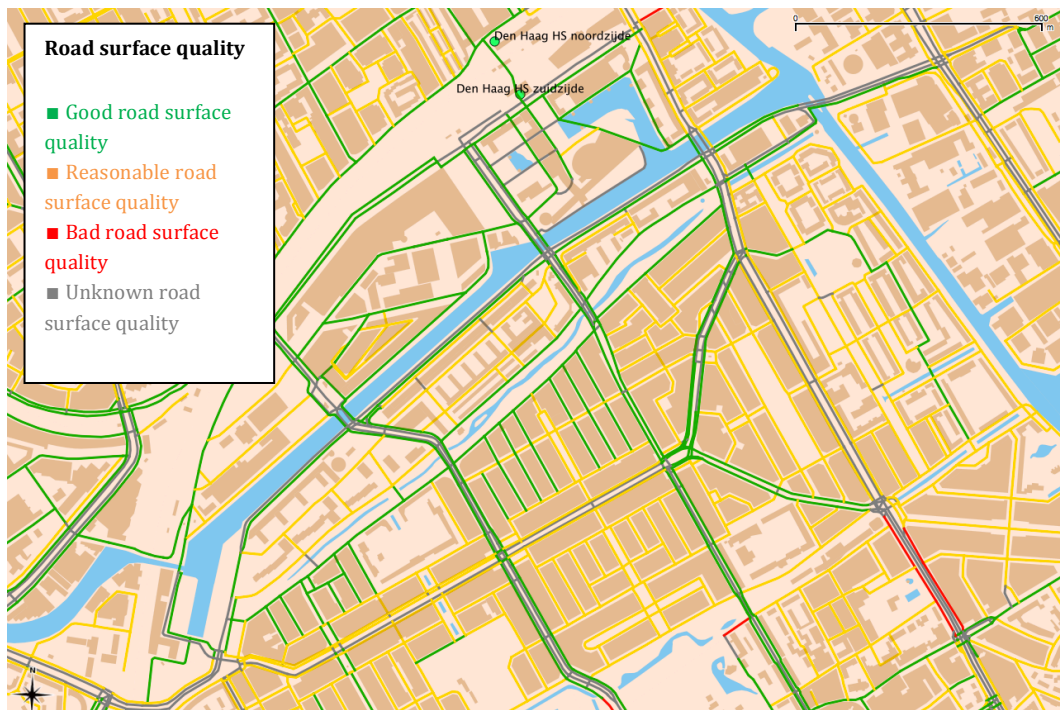 Road surface quality
■ Good road surface
quality
■ Reasonable road
surface quality
■ Bad road surface
quality
■ Unknown road
surface quality
Den Haag HS noordzijde
Den Haag HS zuidzijde
0
600
m
N